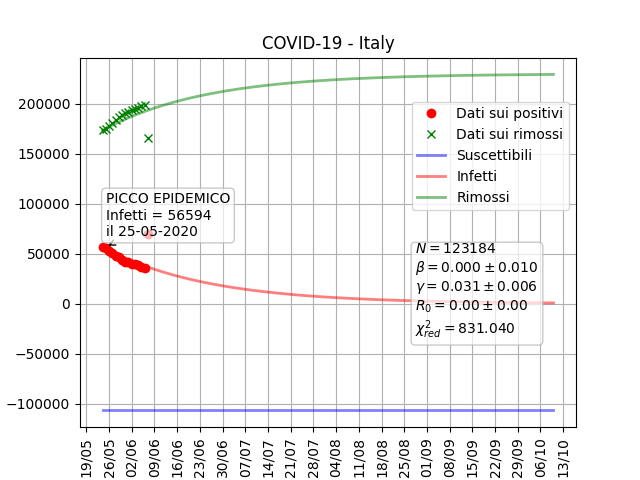 COVID-19 - Italy
200000
150000
100000
50000
0
−50000
−100000
Dati sui positivi
Dati sui rimossi
Suscettibili
Infetti
Rimossi
PICCO EPIDEMICO
Infetti = 56594
il 25-05-2020
N = 123184
β = 0.000 ± 0.010
γ = 0.031 ± 0.006
R₀ = 0.00 ± 0.00
χ²red = 831.040
19/05
26/05
02/06
09/06
16/06
23/06
30/06
07/07
14/07
21/07
28/07
04/08
11/08
18/08
25/08
01/09
08/09
15/09
22/09
29/09
06/10
13/10